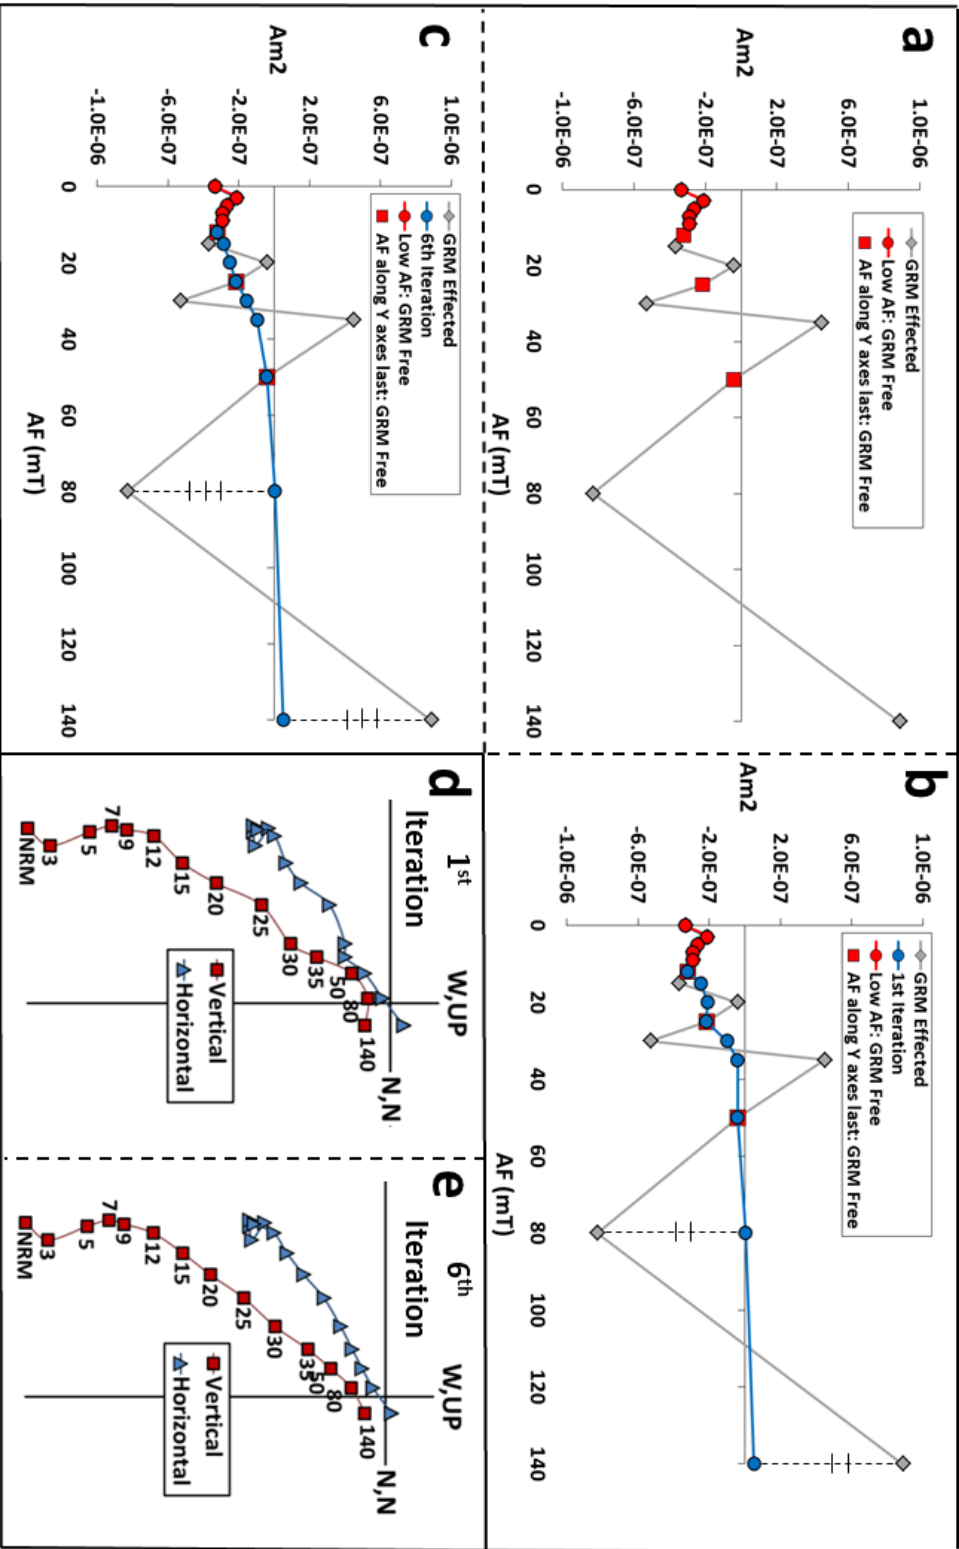 a
Am2
1.0E-06
6.0E-07
2.0E-07
-2.0E-07
-6.0E-07
-1.0E-06
0
20
40
60
80
100
120
140
AF (mT)
GRM Effected
Low AF: GRM Free
AF along Y axes last: GRM Free
b
Am2
1.0E-06
6.0E-07
2.0E-07
-2.0E-07
-6.0E-07
-1.0E-06
0
20
40
60
80
100
120
140
AF (mT)
GRM Effected
1st Iteration
Low AF: GRM Free
AF along Y axes last: GRM Free
c
Am2
1.0E-06
6.0E-07
2.0E-07
-2.0E-07
-6.0E-07
-1.0E-06
0
20
40
60
80
100
120
140
AF (mT)
GRM Effected
6th Iteration
Low AF: GRM Free
AF along Y axes last: GRM Free
d
1st
Iteration
W,UP
N,N
NRM
3
5
7
9
12
15
20
25
30
35
50
80
140
Vertical
Horizontal
e
6th
Iteration
W,UP
N,N
NRM
3
5
7
9
12
15
20
25
30
35
50
80
140
Vertical
Horizontal